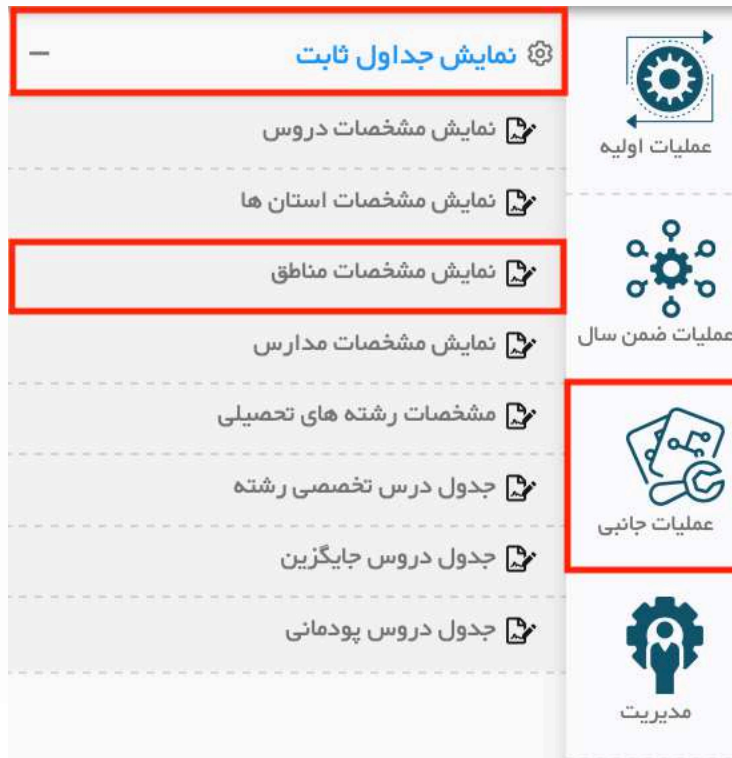 عملیات اولیه
عملیات ضمن سال
عملیات جانبی
مدیریت
نمایش جداول ثابت
نمایش مشخصات دروس
نمایش مشخصات استان ها
نمایش مشخصات مناطق
نمایش مشخصات مدارس
مشخصات رشته های تحصیلی
جدول درس تخصصی رشته
جدول دروس جایگزین
جدول دروس پودمانی